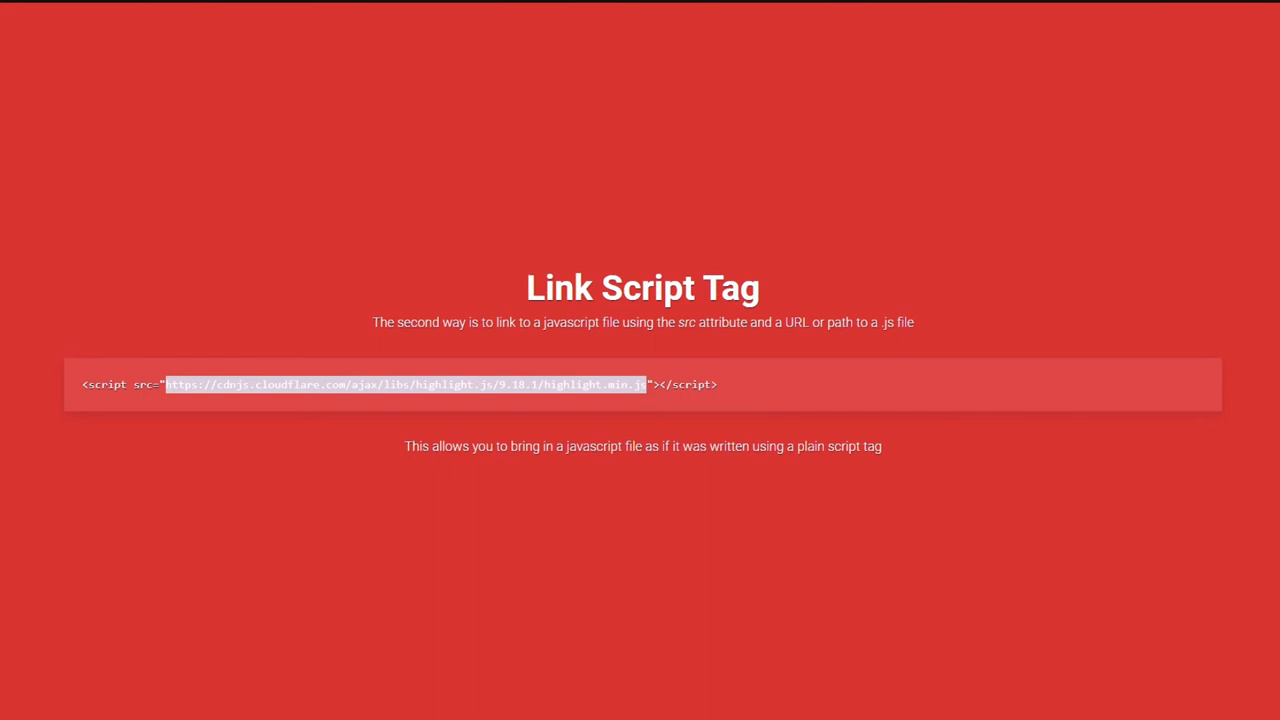 Link Script Tag
The second way is to link to a javascript file using the src attribute and a URL or path to a .js file
<script src="https://cdnjs.cloudflare.com/ajax/libs/highlight.js/9.18.1/highlight.min.js"></script>
This allows you to bring in a javascript file as if it was written using a plain script tag